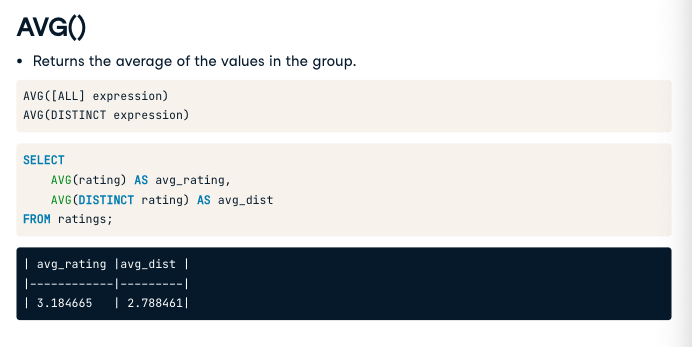 AVG()
• Returns the average of the values in the group.
AVG([ALL] expression)
AVG(DISTINCT expression)
SELECT
    AVG(rating) AS avg_rating,
    AVG(DISTINCT rating) AS avg_dist
FROM ratings;
| avg_rating |avg_dist |
|------------|---------|
| 3.184665   | 2.788461|